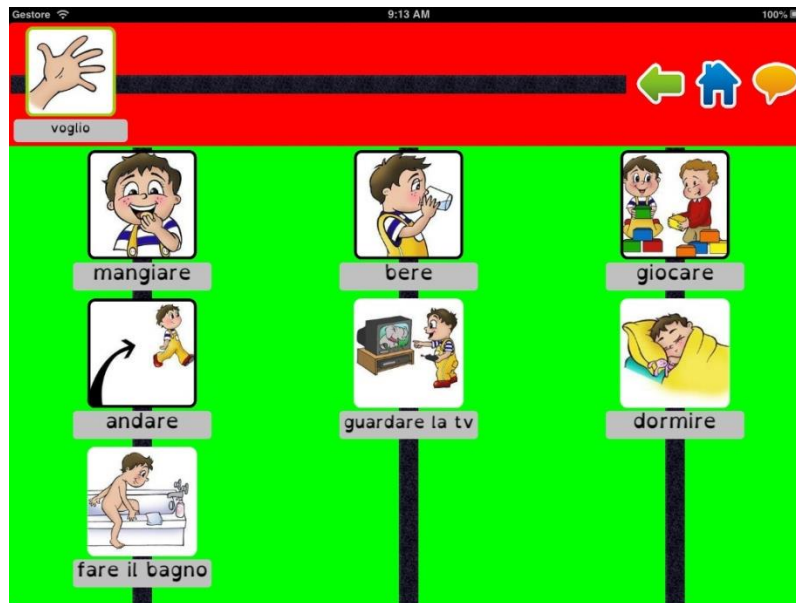 Gestore 9:13 AM 100%
voglio
mangiare bere giocare
andare guardare la tv dormire
fare il bagno